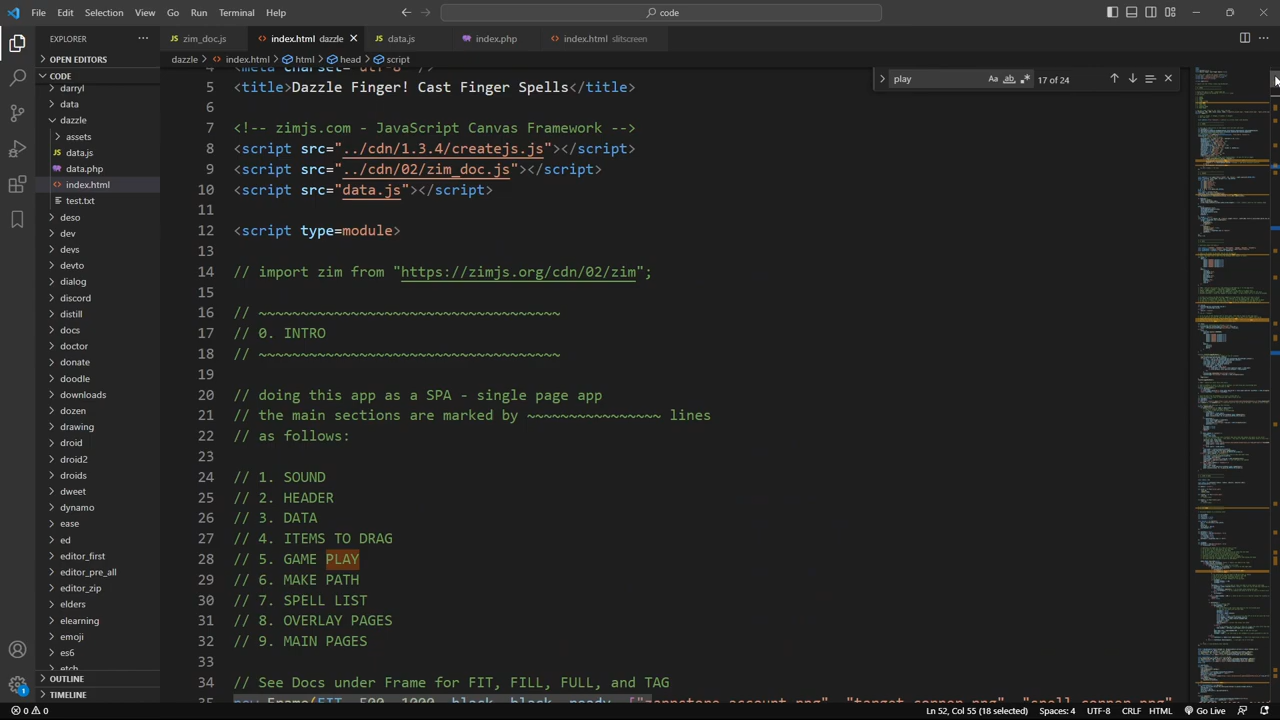 File Edit Selection View Go Run Terminal Help
code
EXPLORER
zim_doc.js
index.html dazzle
data.js
index.php
index.html slitscreen
OPEN EDITORS
dazzle > index.html > html > head > script
CODE
darryl
data
dazzle
assets
data.js
data.php
index.html
txt.txt
deso
dev
devs
devto
dialog
discord
distill
docs
doctor
donate
doodle
downloads
dozen
drawing
droid
droid2
droids
dweet
dynamo
ease
ed
editor_first
editor_pre_all
editor_zip
elders
elearning
emoji
es6
etch
OUTLINE
TIMELINE
play
Aa ab .* 17 of 24
5 <title>Dazzle Finger! Cast Finger Spells</title>
6
7 <!-- zimjs.com - JavaScript Canvas Framework -->
8
9 <script src="../cdn/02/zim_doc.js"></script>
10 <script src="data.js"></script>
11
12 <script type=module>
14 // import zim from "https://zimjs.org/cdn/02/zim";
15
16 // ~~~~~~~~~~~~~~~~~~~~~~~~~~~~~~~~~~~~
17 // 0. INTRO
18 // ~~~~~~~~~~~~~~~~~~~~~~~~~~~~~~~~~~~~
19
20 // doing the app as a SPA - single page app
21 // the main sections are marked by ~~~~~~~~~~~~~~~ lines
22 // as follows:
23
24 // 1. SOUND
25 // 2. HEADER
26 // 3. DATA
27 // 4. ITEMS TO DRAG
28 // 5. GAME PLAY
29 // 6. MAKE PATH
30 // 7. SPELL LIST
31 // 8. OVERLAY PAGES
32 // 9. MAIN PAGES
33
34 // See Docs under Frame for FIT, FILL, FULL, and TAG
1
0 0
Ln 52, Col 55 (4 selected) Spaces: 4 UTF-8 CRLF HTML Go Live